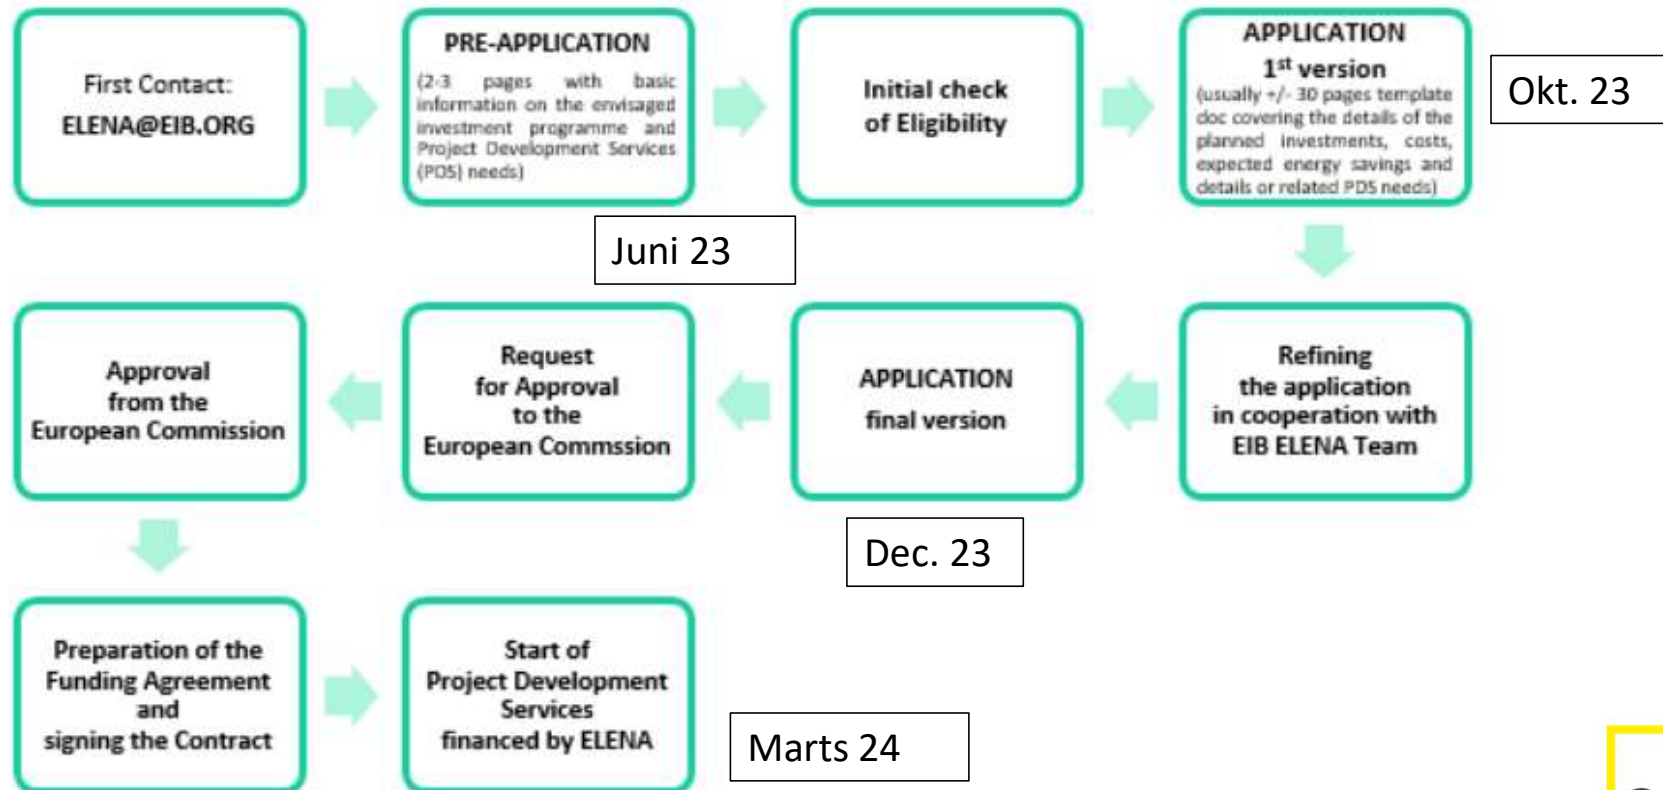 First Contact:
ELENA@EIB.ORG
PRE-APPLICATION
(2-3 pages with basic
information on the envisaged
investment programme and
Project Development Services
(PDS) needs)
Initial check
of Eligibility
APPLICATION
1st version
(usually +/- 30 pages template
doc covering the details of the
planned investments, costs,
expected energy savings and
details or related PDS needs)
Okt. 23
Juni 23
Approval
from the
European Commission
Request
for Approval
to the
European Commssion
APPLICATION
final version
Refining
the application
in cooperation with
EIB ELENA Team
Dec. 23
Preparation of the
Funding Agreement
and
signing the Contract
Start of
Project Development
Services
financed by ELENA
Marts 24